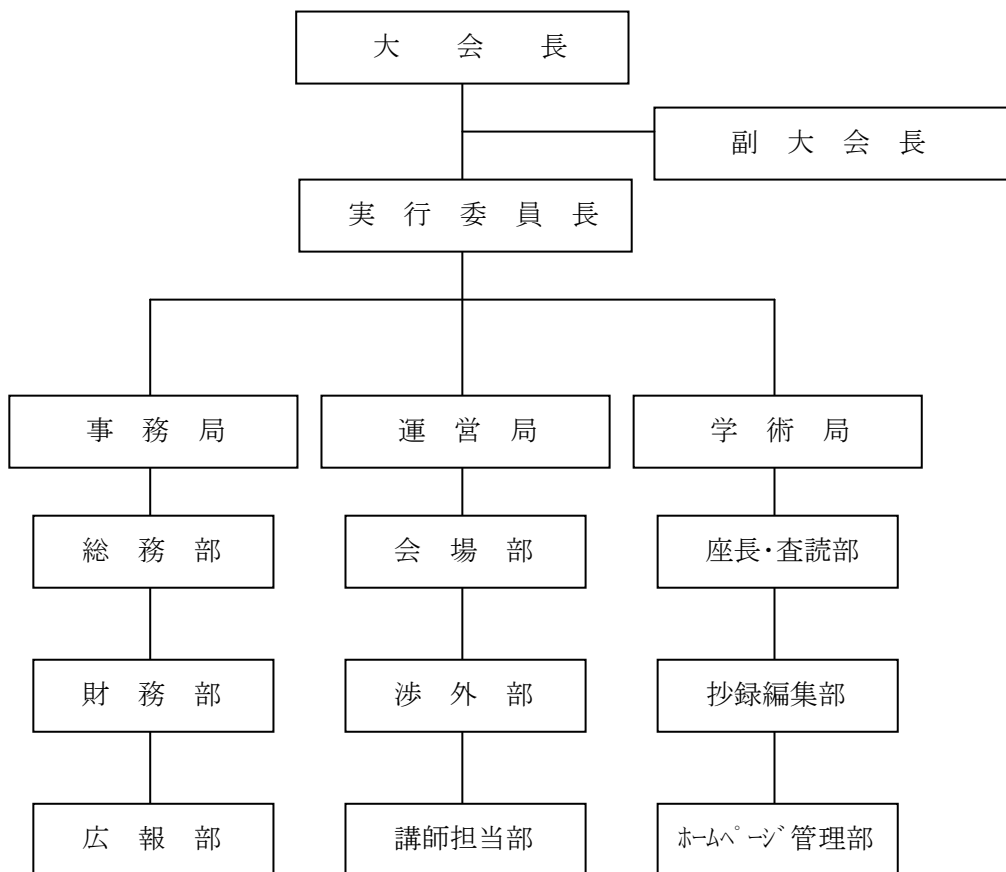 大会長
副大会長
実行委員長
事務局
運営局
学術局
総務部
会場部
座長・査読部
財務部
渉外部
抄録編集部
広報部
講師担当部
ﾎｰﾑﾍﾟｰｼﾞ管理部